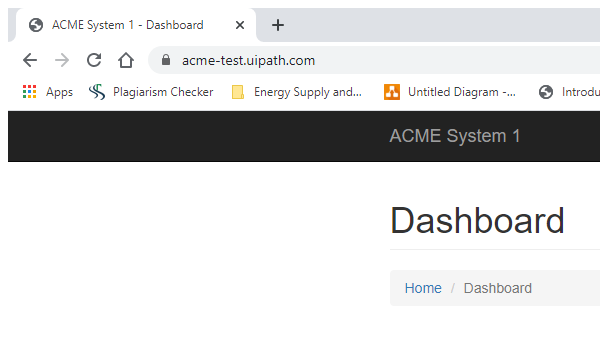 ACME System 1 - Dashboard
acme-test.uipath.com
Apps Plagiarism Checker Energy Supply and... Untitled Diagram -... Introdu
ACME System 1
Dashboard
Home / Dashboard